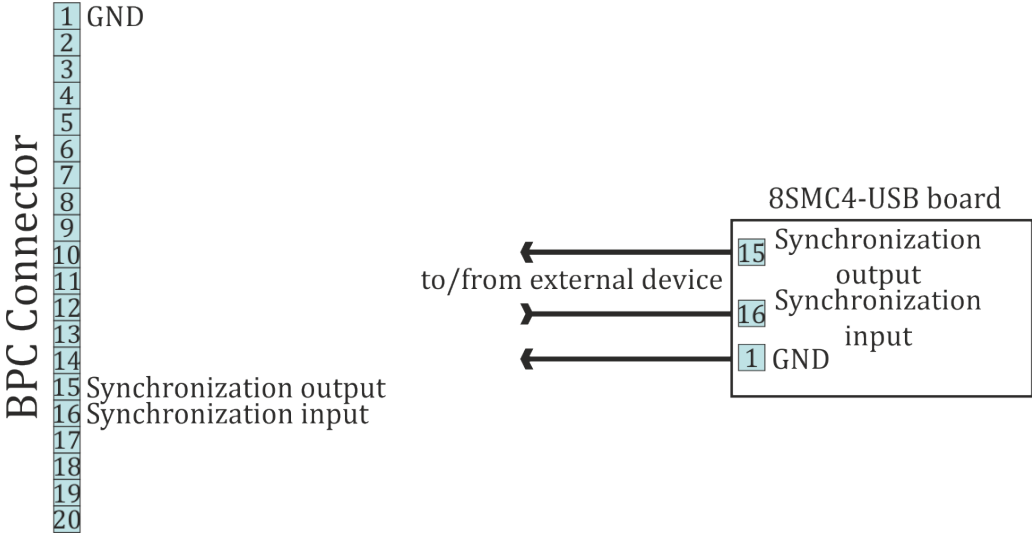 BPC Connector
1 GND
2
3
4
5
6
7
8
9
10
11
12
13
14
15 Synchronization output
16 Synchronization input
17
18
19
20
to/from external device
8SMC4-USB board
15 Synchronization
output
16 Synchronization
input
1 GND